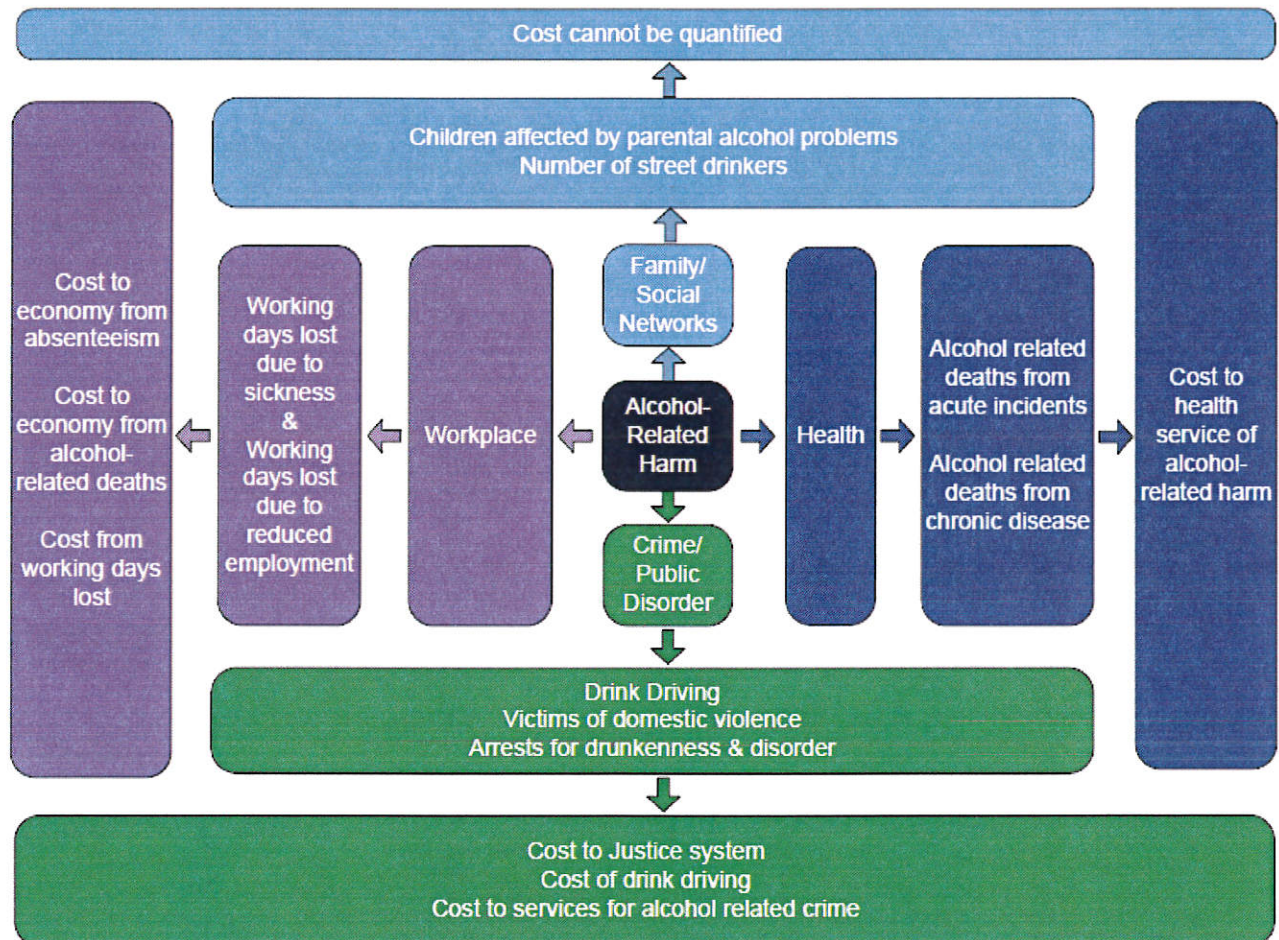 Cost cannot be quantified
Children affected by parental alcohol problems
Number of street drinkers
Cost to
economy from
absenteeism
Cost to
economy from
alcohol-
related deaths
Cost from
working days
lost
Working
days lost
due to
sickness
&
Working
days lost
due to
reduced
employment
Workplace
Family/
Social
Networks
Alcohol-
Related
Harm
Crime/
Public
Disorder
Health
Alcohol related
deaths from
acute incidents
Alcohol related
deaths from
chronic disease
Cost to
health
service of
alcohol-
related harm
Drink Driving
Victims of domestic violence
Arrests for drunkenness & disorder
Cost to Justice system
Cost of drink driving
Cost to services for alcohol related crime